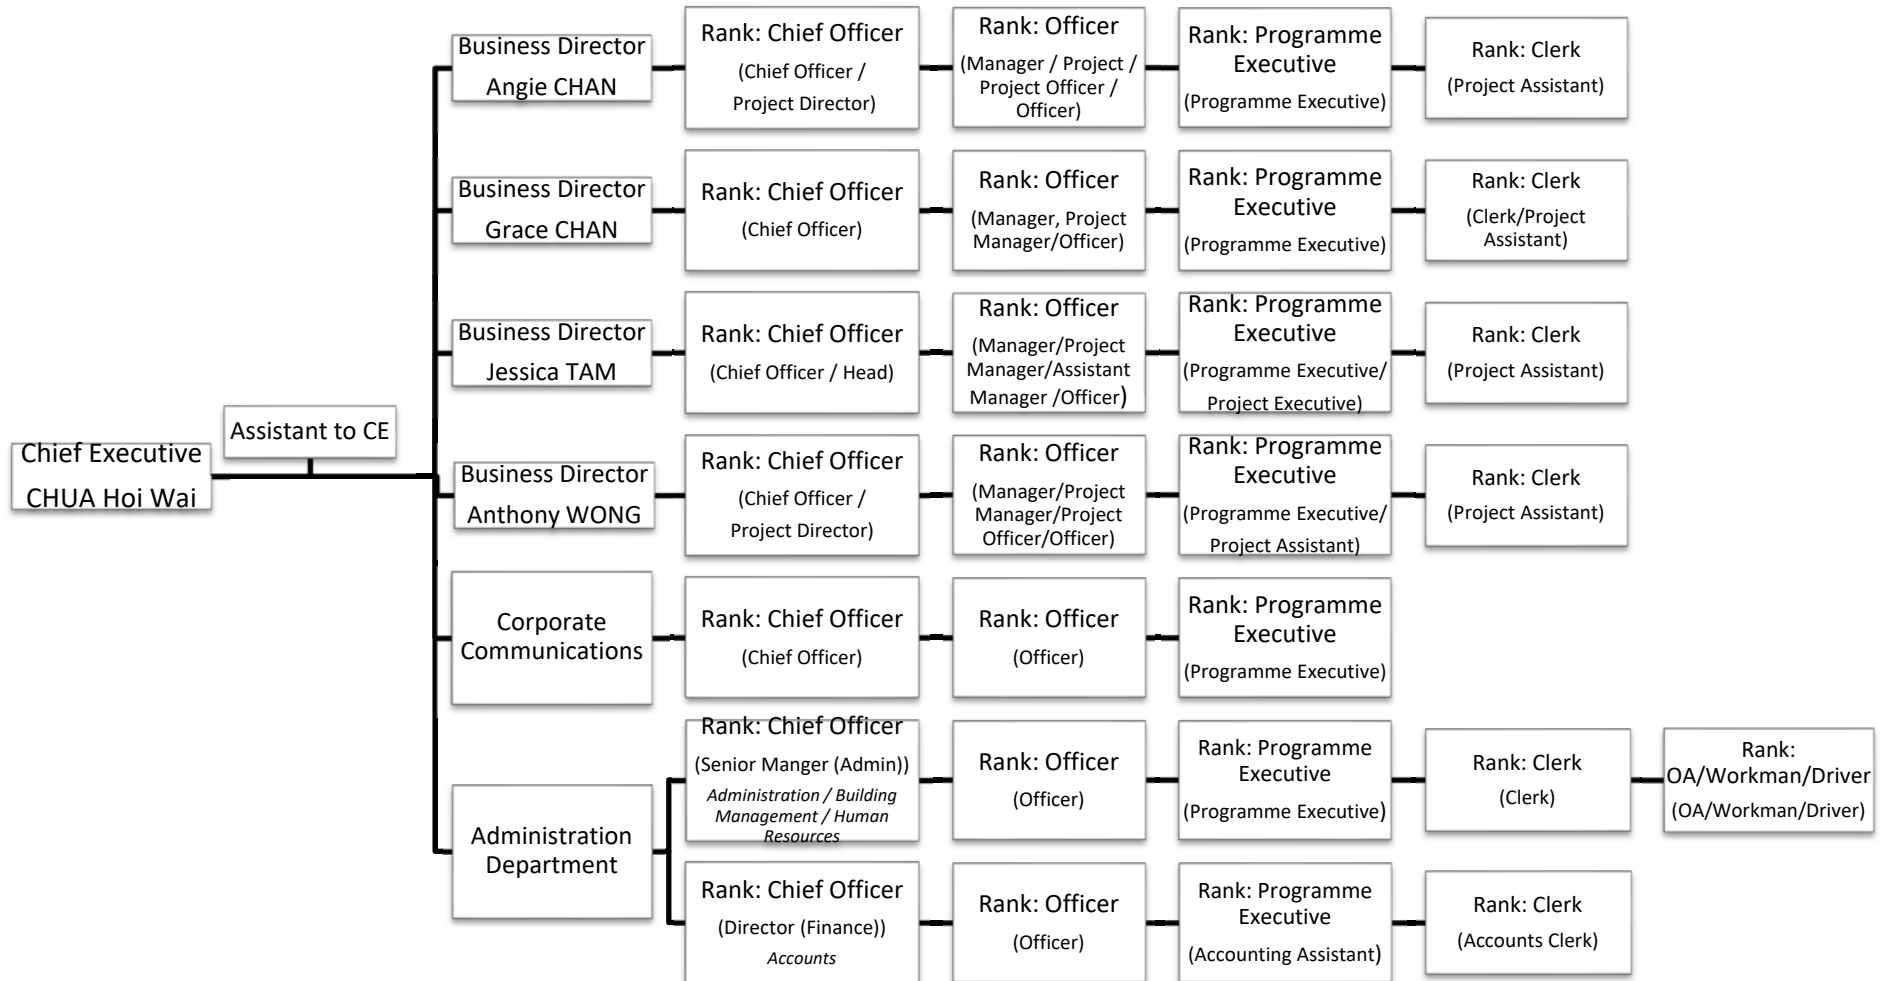 Chief Executive
CHUA Hoi Wai
Assistant to CE
Business Director
Angie CHAN
Rank: Chief Officer
(Chief Officer /
Project Director)
Rank: Officer
(Manager / Project /
Project Officer /
Officer)
Rank: Programme
Executive
(Programme Executive)
Rank: Clerk
(Project Assistant)
Business Director
Grace CHAN
Rank: Chief Officer
(Chief Officer)
Rank: Officer
(Manager, Project
Manager/Officer)
Rank: Programme
Executive
(Programme Executive)
Rank: Clerk
(Clerk/Project
Assistant)
Business Director
Jessica TAM
Rank: Chief Officer
(Chief Officer / Head)
Rank: Officer
(Manager/Project
Manager/Assistant
Manager /Officer)
Rank: Programme
Executive
(Programme Executive/
Project Executive)
Rank: Clerk
(Project Assistant)
Business Director
Anthony WONG
Rank: Chief Officer
(Chief Officer /
Project Director)
Rank: Officer
(Manager/Project
Manager/Project
Officer/Officer)
Rank: Programme
Executive
(Programme Executive/
Project Assistant)
Rank: Clerk
(Project Assistant)
Corporate
Communications
Rank: Chief Officer
(Chief Officer)
Rank: Officer
(Officer)
Rank: Programme
Executive
(Programme Executive)
Administration
Department
Rank: Chief Officer
(Senior Manger (Admin))
Administration / Building
Management / Human
Resources
Rank: Officer
(Officer)
Rank: Programme
Executive
(Programme Executive)
Rank: Clerk
(Clerk)
Rank:
OA/Workman/Driver
(OA/Workman/Driver)
Rank: Chief Officer
(Director (Finance))
Accounts
Rank: Officer
(Officer)
Rank: Programme
Executive
(Accounting Assistant)
Rank: Clerk
(Accounts Clerk)